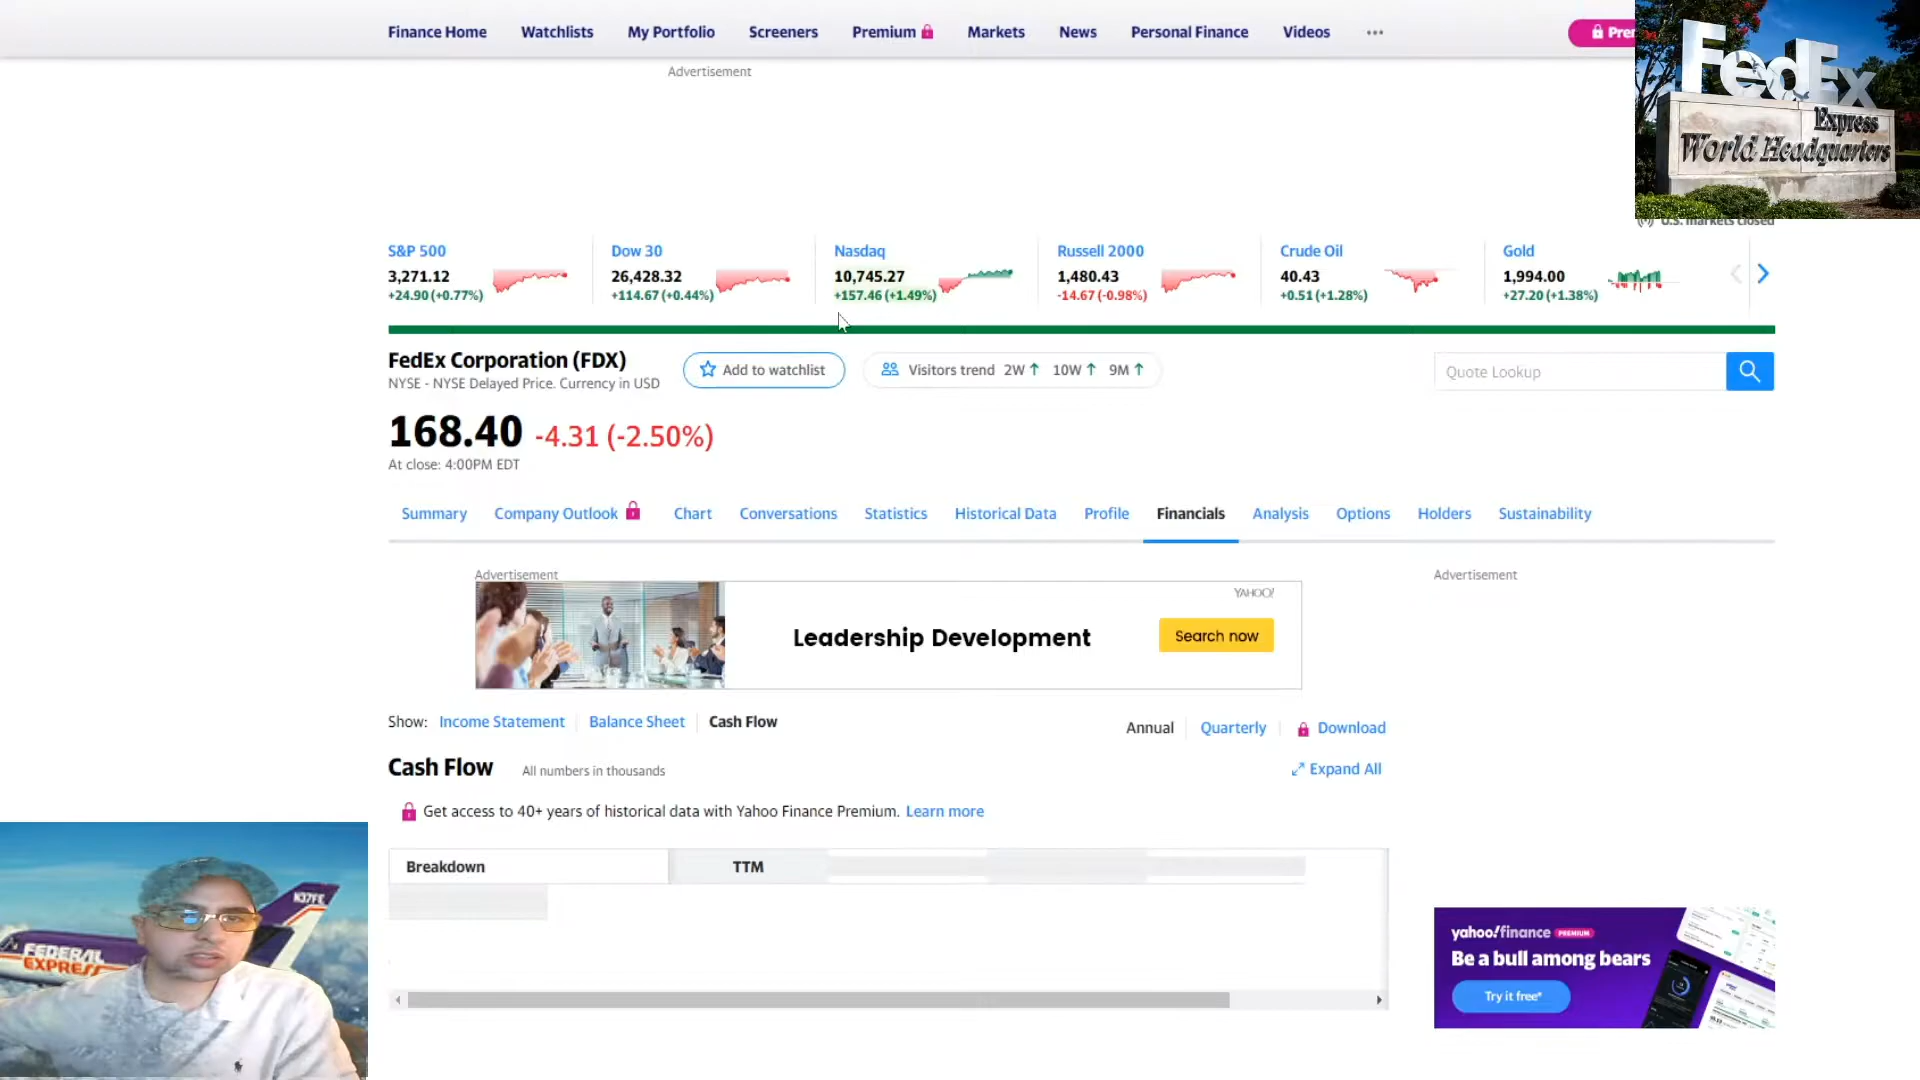 Finance Home Watchlists My Portfolio Screeners Premium Markets News Personal Finance Videos
Advertisement
FedEx
Express
World Headquarters
U.S. markets closed
S&P 500 Dow 30 Nasdaq Russell 2000 Crude Oil Gold
3,271.12 26,428.32 10,745.27 1,480.43 40.43 1,994.00
+24.90 (+0.77%) +114.67 (+0.44%) +157.46 (+1.49%) -14.67 (-0.98%) +0.51 (+1.28%) +27.20 (+1.38%)
FedEx Corporation (FDX)
NYSE - NYSE Delayed Price. Currency in USD
Add to watchlist
Visitors trend 2W ↑ 10W ↑ 9M ↑
Quote Lookup
168.40 -4.31 (-2.50%)
At close: 4:00PM EDT
Summary Company Outlook Chart Conversations Statistics Historical Data Profile Financials Analysis Options Holders Sustainability
Advertisement
Advertisement
YAHOO!
Leadership Development
Search now
Show: Income Statement Balance Sheet Cash Flow
Annual Quarterly Download
Cash Flow All numbers in thousands
Expand All
Get access to 40+ years of historical data with Yahoo Finance Premium. Learn more
Breakdown TTM
N37FE
FEDERAL
EXPRESS
yahoo!finance PREMIUM
Be a bull among bears
Try it free*